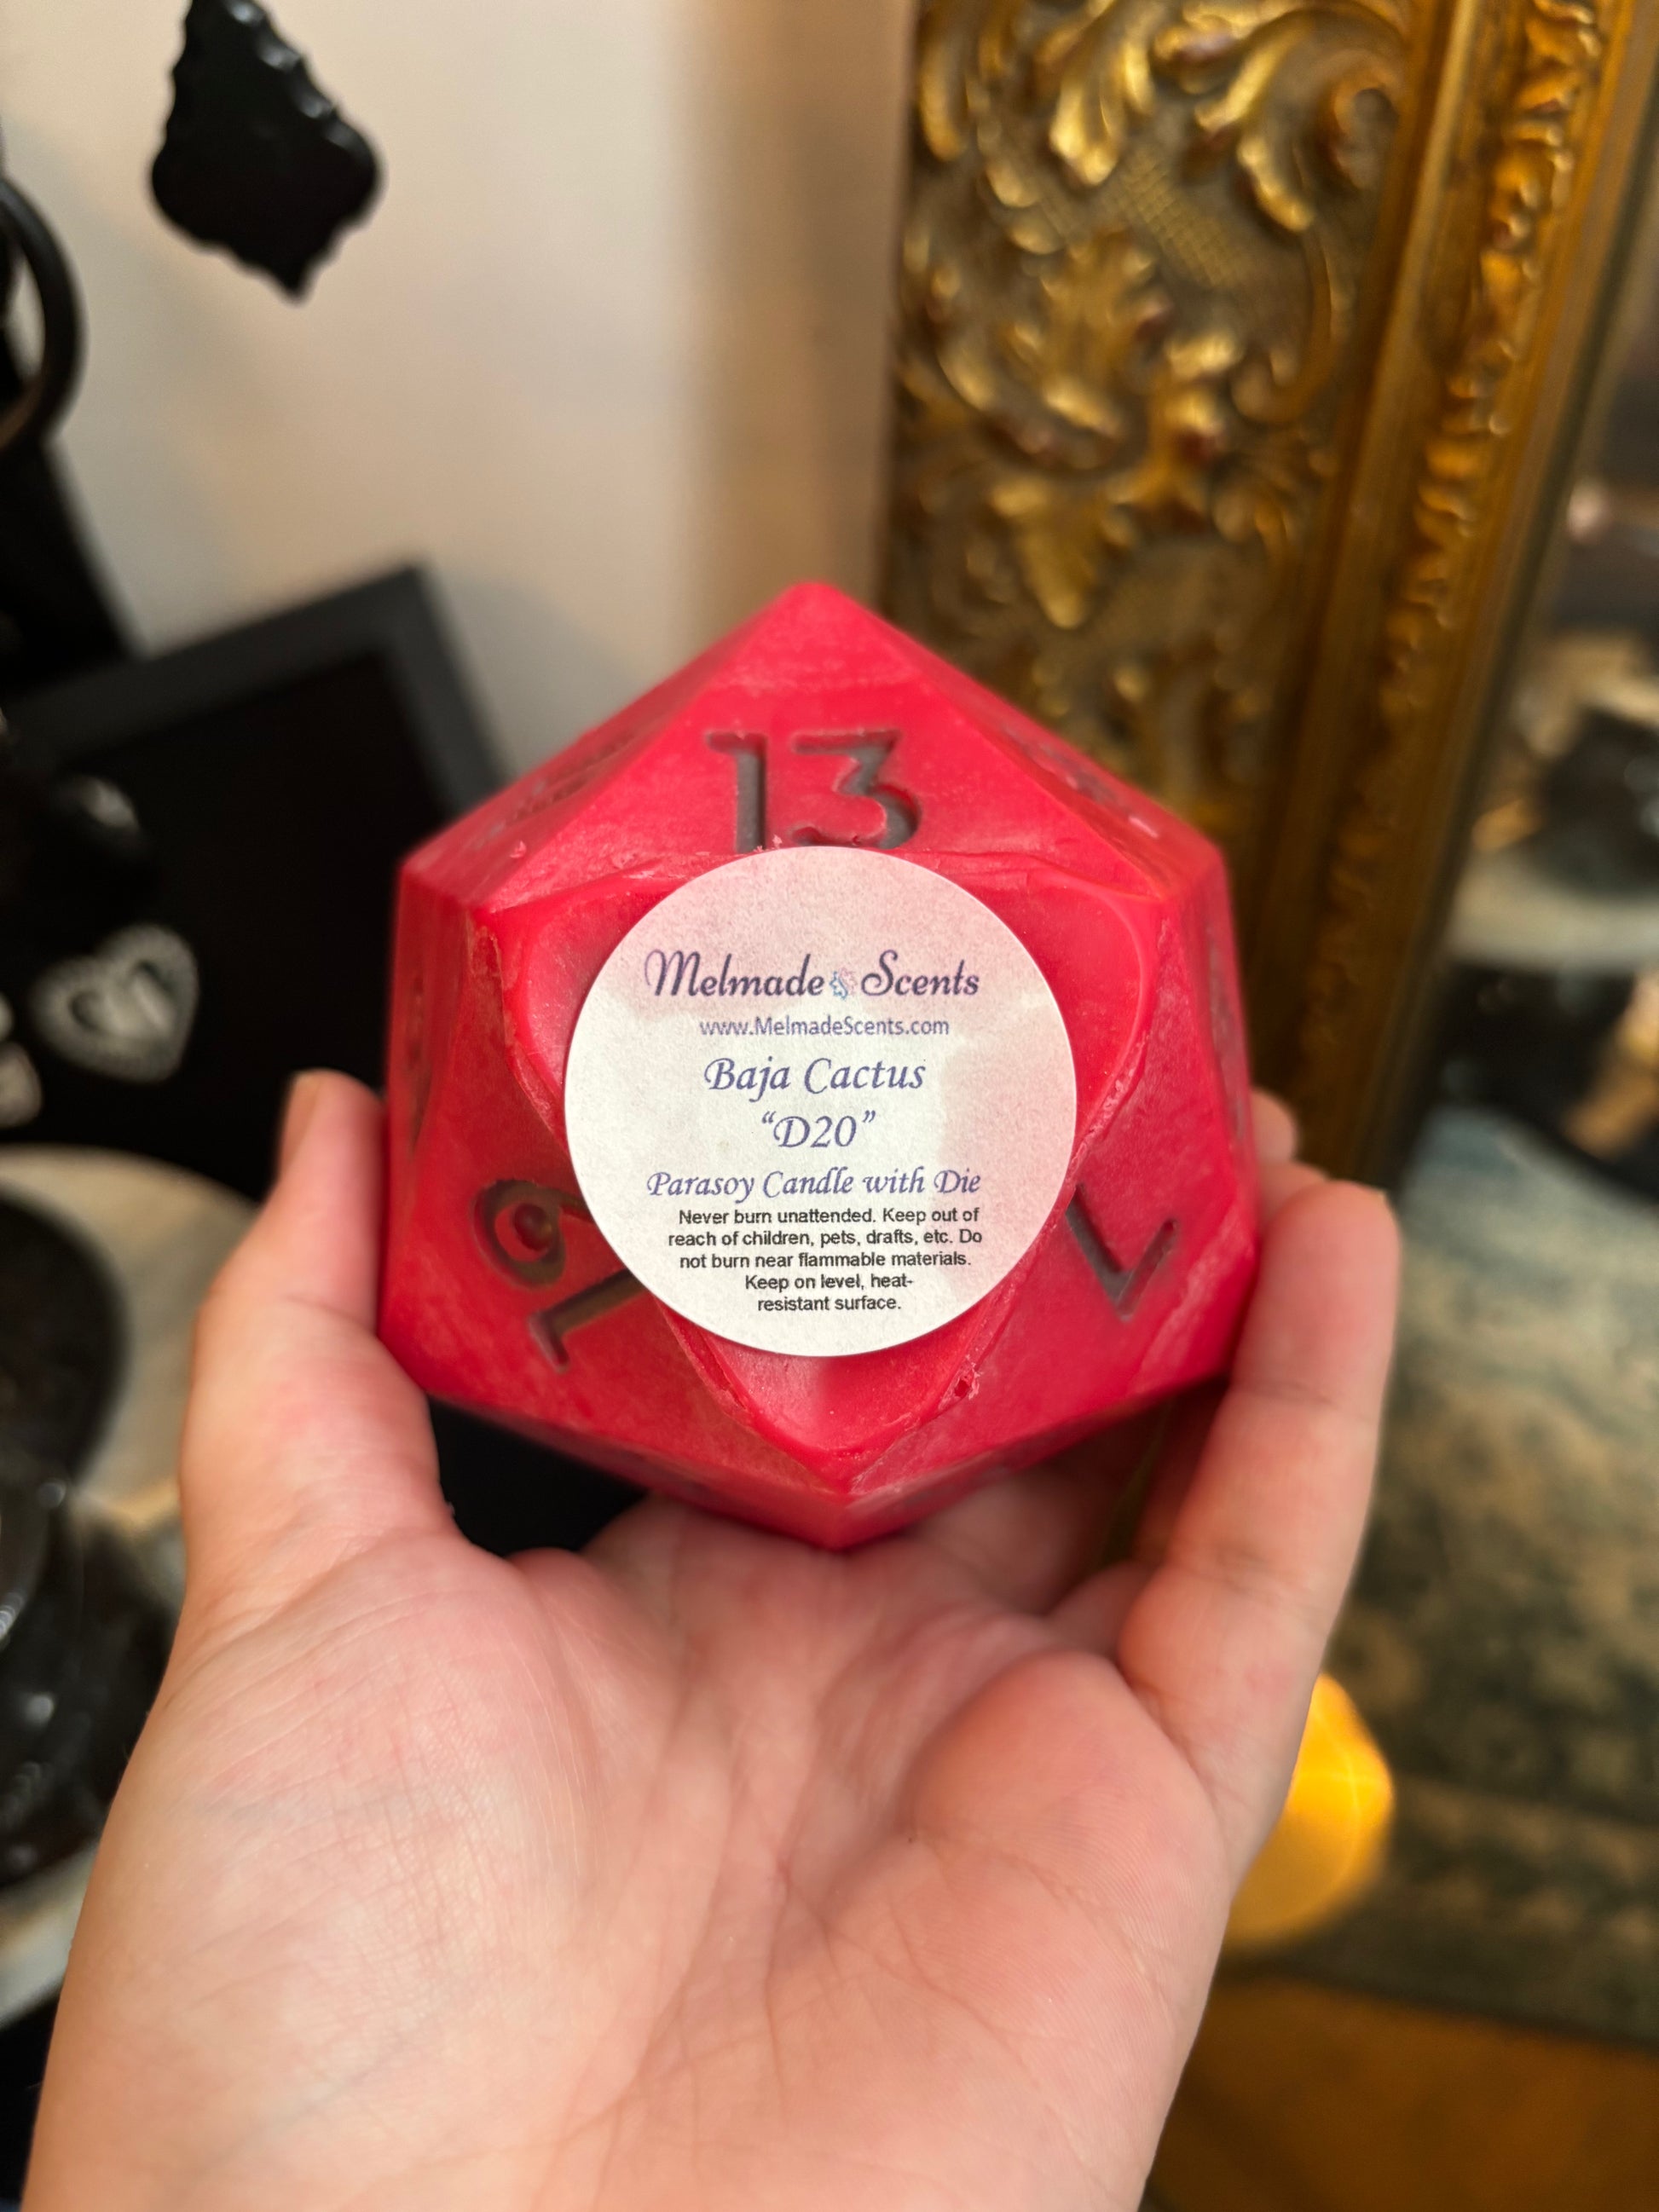 13
Melmade Scents
www.MelmadeScents.com
Baja Cactus
"D20"
Parasoy Candle with Die
Never burn unattended. Keep out of
reach of children, pets, drafts, etc. Do
not burn near flammable materials.
Keep on level, heat-
resistant surface.